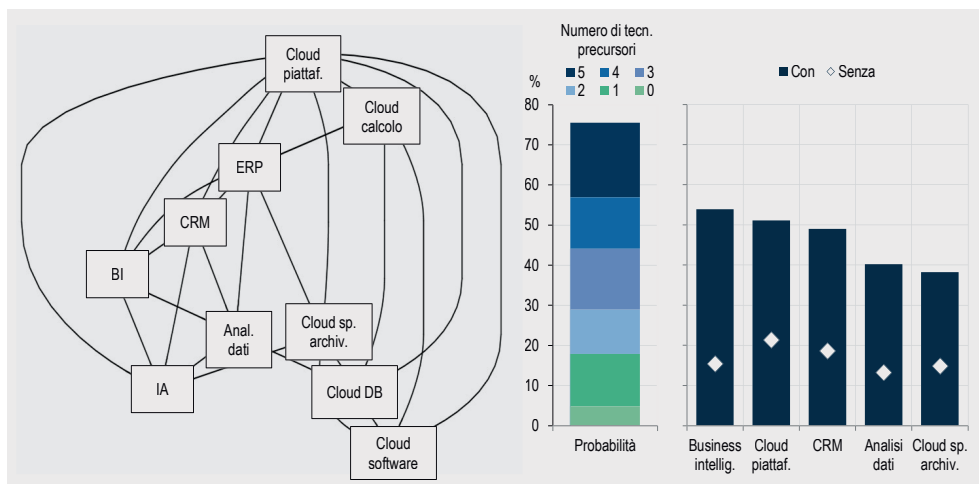 Cloud
piattaf.
Cloud
calcolo
ERP
CRM
BI
Anal.
dati
Cloud sp.
archiv.
IA
Cloud DB
Cloud
software
Numero di tecn.
precursori
5 4 3
2 1 0
%
80
70
60
50
40
30
20
10
0
Probabilità
Con Senza
Business
intellig.
Cloud
piattaf.
CRM
Analisi
dati
Cloud sp.
archiv.